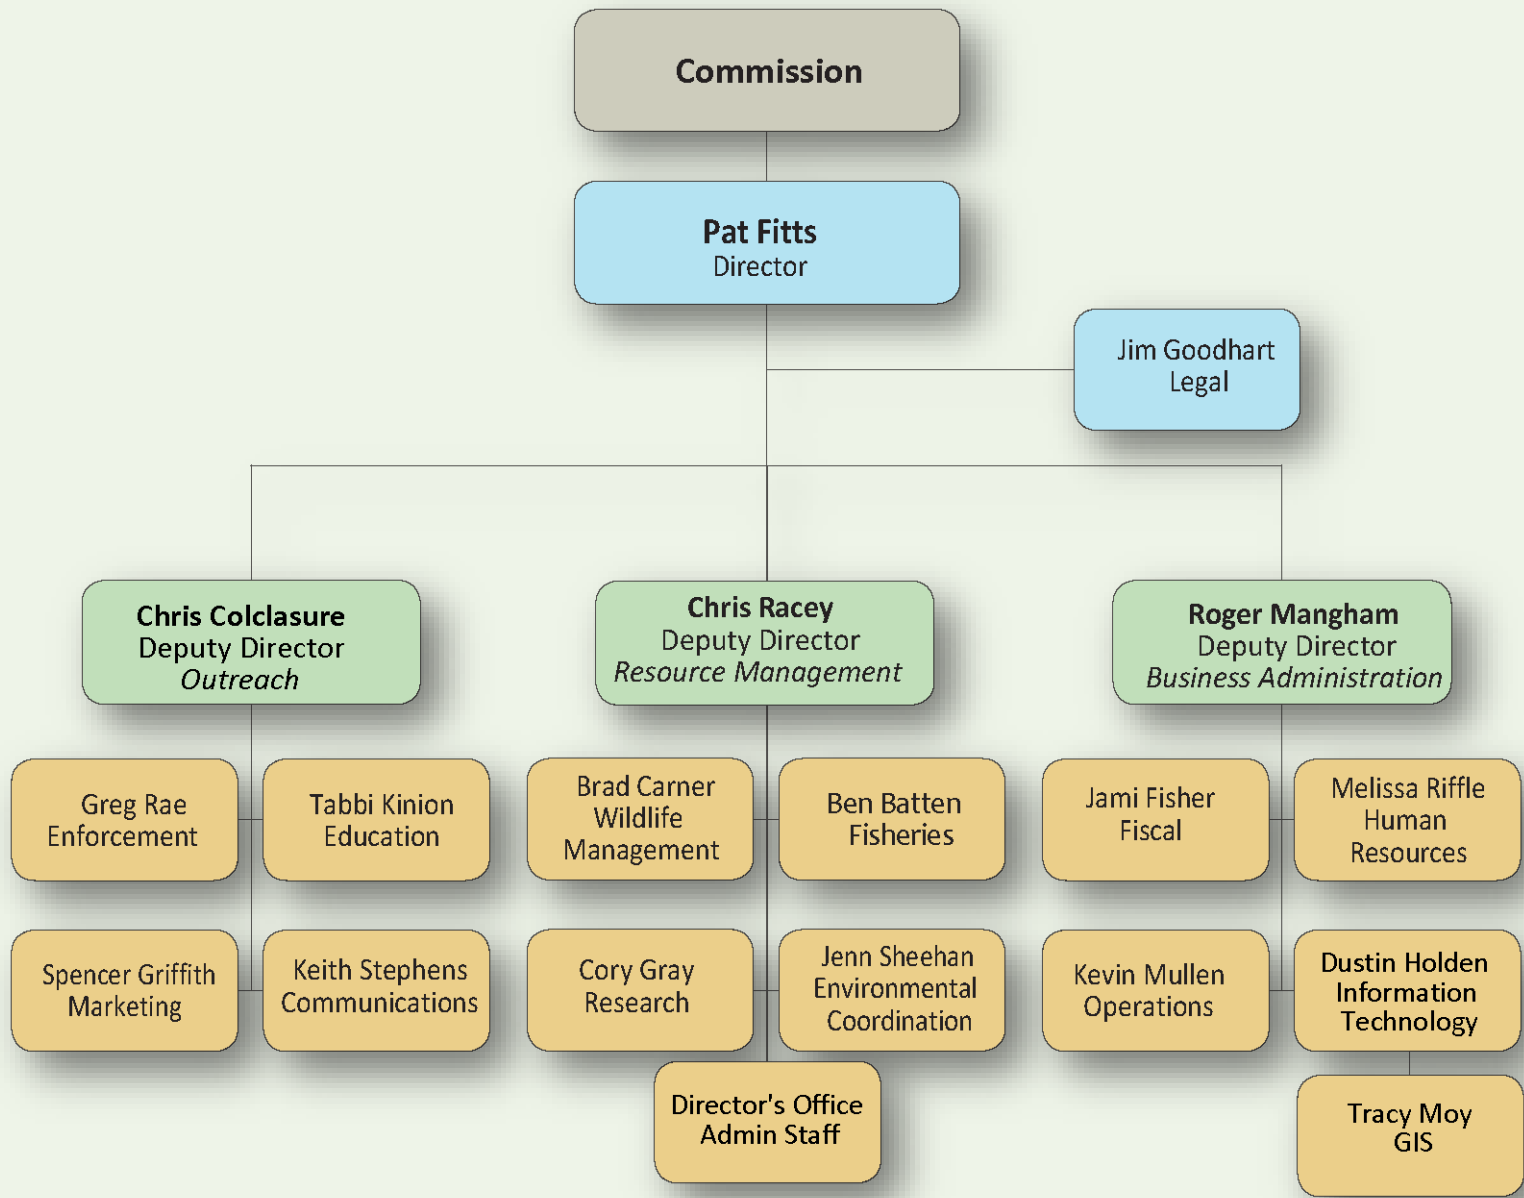 Commission
Pat Fitts
Director
Jim Goodhart
Legal
Chris Colclasure
Deputy Director
Outreach
Chris Racey
Deputy Director
Resource Management
Roger Mangham
Deputy Director
Business Administration
Greg Rae
Enforcement
Tabbi Kinion
Education
Brad Carner
Wildlife
Management
Ben Batten
Fisheries
Jami Fisher
Fiscal
Melissa Riffle
Human
Resources
Spencer Griffith
Marketing
Keith Stephens
Communications
Cory Gray
Research
Jenn Sheehan
Environmental
Coordination
Kevin Mullen
Operations
Dustin Holden
Information
Technology
Director's Office
Admin Staff
Tracy Moy
GIS